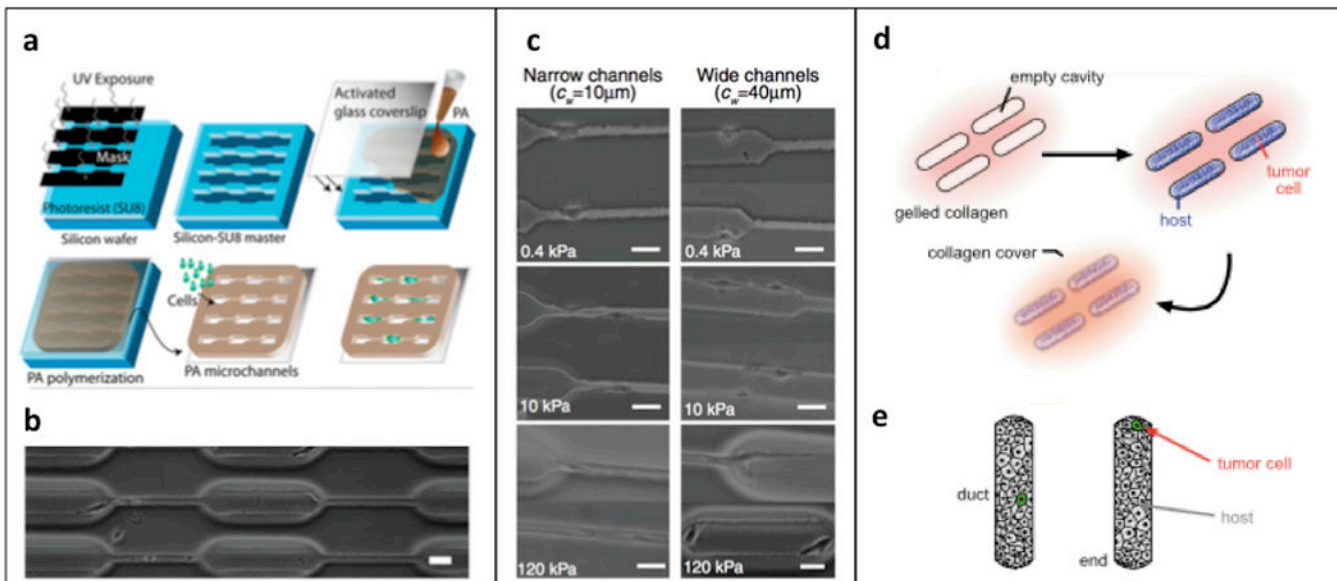 a
UV Exposure
Mask
Photoresist (SU8)
Silicon wafer
Silicon-SU8 master
Activated
glass coverslip
PA
PA polymerization
Cells
PA microchannels
b
c
Narrow channels
(cw=10μm)
Wide channels
(cw=40μm)
0.4 kPa
0.4 kPa
10 kPa
10 kPa
120 kPa
120 kPa
d
empty cavity
gelled collagen
tumor
cell
host
collagen cover
e
duct
end
tumor cell
host